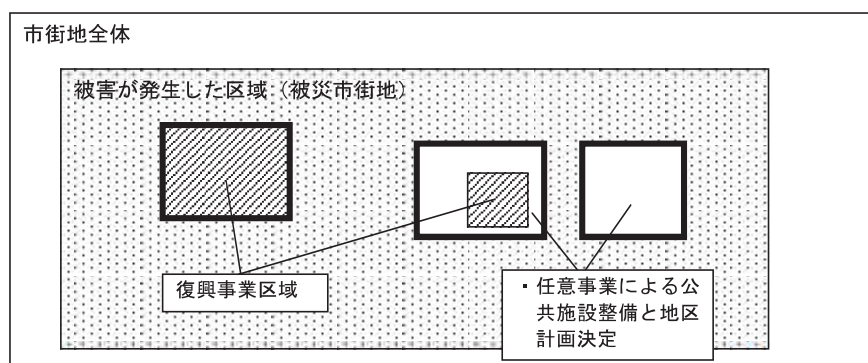 市街地全体
被害が発生した区域（被災市街地）
復興事業区域
・任意事業による公
共施設整備と地区
計画決定